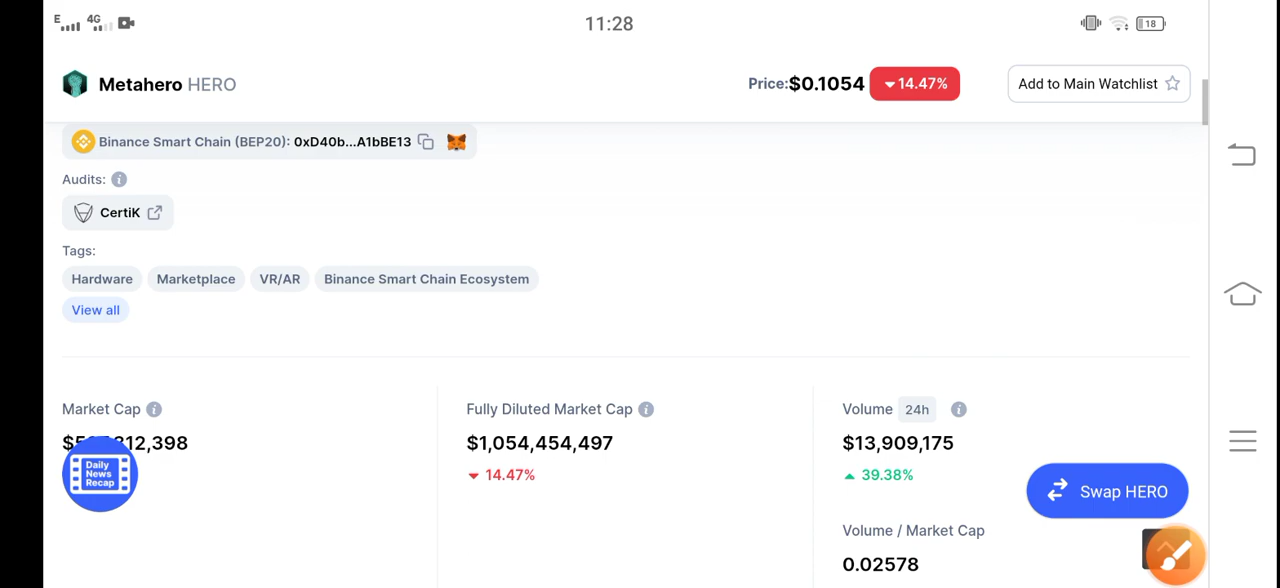 E 4G 11:28 18
Metahero HERO Price:$0.1054 14.47% Add to Main Watchlist
Binance Smart Chain (BEP20): 0xD40b...A1bBE13
Audits:
CertiK
Tags:
Hardware Marketplace VR/AR Binance Smart Chain Ecosystem
View all
Market Cap Fully Diluted Market Cap Volume 24h
$1,054,454,497 $13,909,175
14.47% 39.38%
Daily
News
Recap
Swap HERO
Volume / Market Cap
0.02578